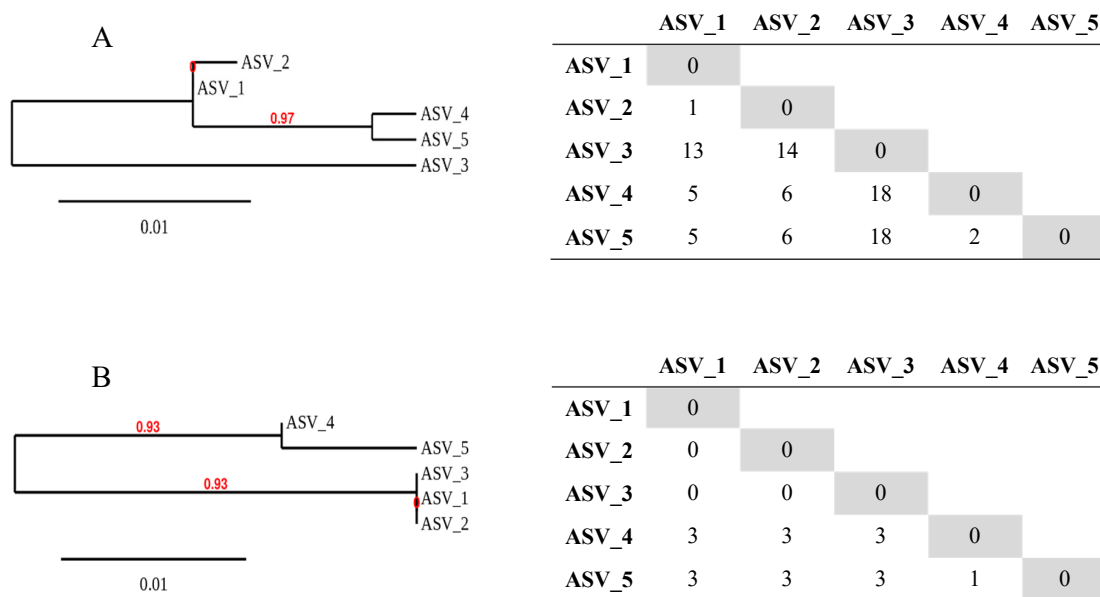 A
ASV_2
0
ASV_1
0.97
ASV_4
ASV_5
ASV_3
0.01
ASV_1 ASV_2 ASV_3 ASV_4 ASV_5
ASV_1 0
ASV_2 1 0
ASV_3 13 14 0
ASV_4 5 6 18 0
ASV_5 5 6 18 2 0
B
0.93
ASV_4
ASV_5
0.93
ASV_3
ASV_1
0
ASV_2
0.01
ASV_1 ASV_2 ASV_3 ASV_4 ASV_5
ASV_1 0
ASV_2 0 0
ASV_3 0 0 0
ASV_4 3 3 3 0
ASV_5 3 3 3 1 0